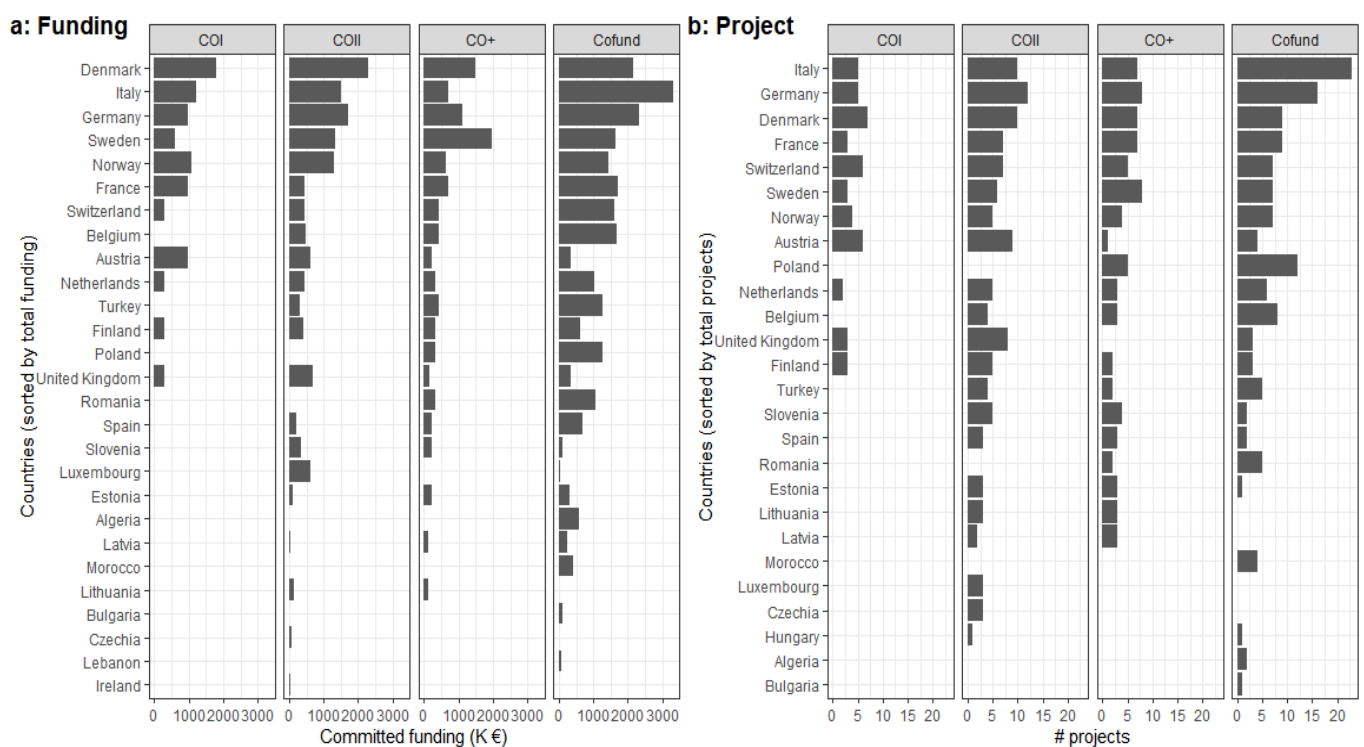 a: Funding
COI
COII
CO+
Cofund
Countries (sorted by total funding)
Denmark
Italy
Germany
Sweden
Norway
France
Switzerland
Belgium
Austria
Netherlands
Turkey
Finland
Poland
United Kingdom
Romania
Spain
Slovenia
Luxembourg
Estonia
Algeria
Latvia
Morocco
Lithuania
Bulgaria
Czechia
Lebanon
Ireland
0 1000 2000 3000 0 1000 2000 3000 0 1000 2000 3000 0 1000 2000 3000
Committed funding (K €)
b: Project
COI
COII
CO+
Cofund
Countries (sorted by total projects)
Italy
Germany
Denmark
France
Switzerland
Sweden
Norway
Austria
Poland
Netherlands
Belgium
United Kingdom
Finland
Turkey
Slovenia
Spain
Romania
Estonia
Lithuania
Latvia
Morocco
Luxembourg
Czechia
Hungary
Algeria
Bulgaria
0 5 10 15 20 0 5 10 15 20 0 5 10 15 20 0 5 10 15 20
# projects